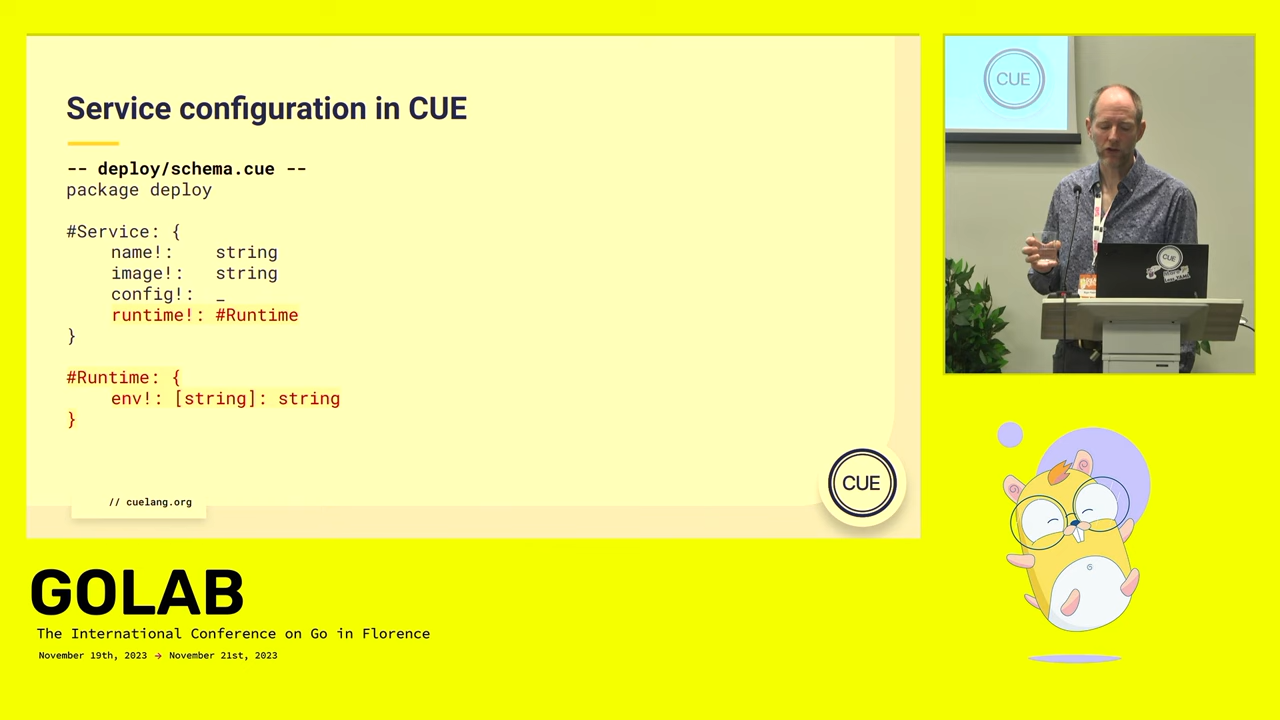 Service configuration in CUE
-- deploy/schema.cue --
package deploy
#Service: {
name!: string
image!: string
config!: _
runtime!: #Runtime
}
#Runtime: {
env!: [string]: string
}
// cuelang.org
CUE
CUE
CUE
GOLAB
The International Conference on Go in Florence
November 19th, 2023 → November 21st, 2023